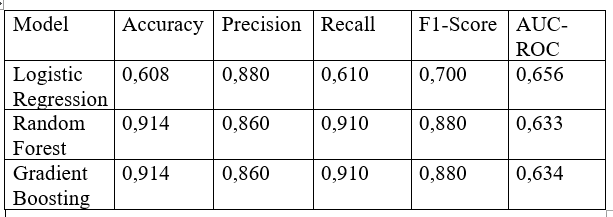 Model Accuracy Precision Recall F1-Score AUC-
ROC
Logistic 0,608 0,880 0,610 0,700 0,656
Regression
Random 0,914 0,860 0,910 0,880 0,633
Forest
Gradient 0,914 0,860 0,910 0,880 0,634
Boosting